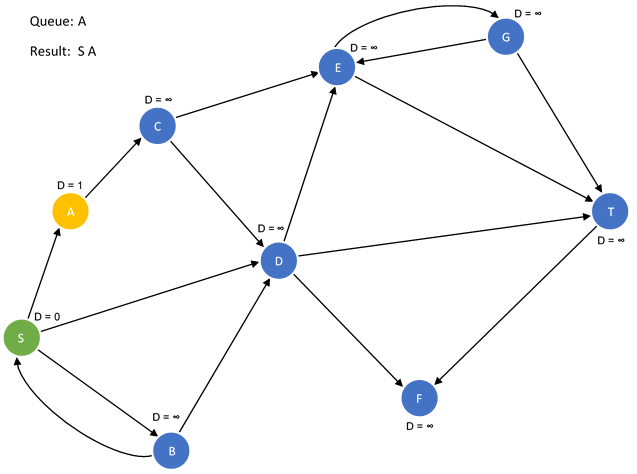 Queue: A
Result: S A
D = ∞
G
D = ∞
E
D = ∞
C
D = 1
A
T
D = ∞
D = ∞
D
D = 0
S
F
D = ∞
D = ∞
B